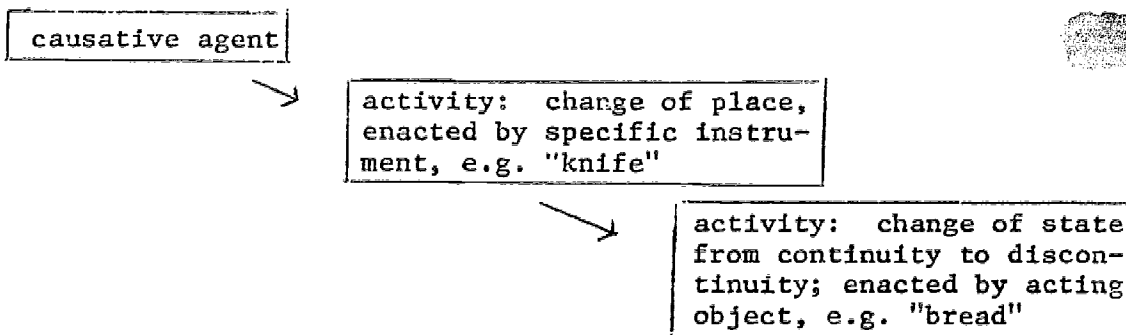 causative agent
activity: change of place,
enacted by specific instru-
ment, e.g. "knife"
activity: change of state
from continuity to discon-
tinuity; enacted by acting
object, e.g. "bread"